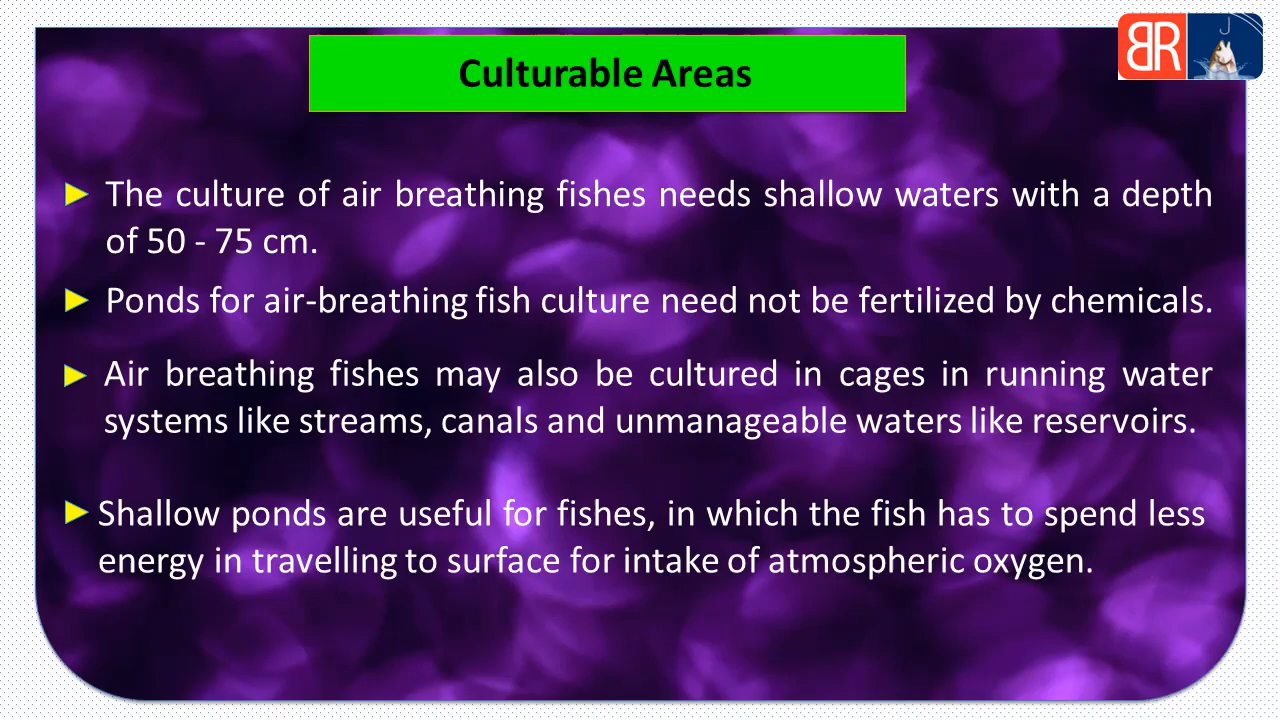 BR
Culturable Areas
The culture of air breathing fishes needs shallow waters with a depth
of 50 - 75 cm.
Ponds for air-breathing fish culture need not be fertilized by chemicals.
Air breathing fishes may also be cultured in cages in running water
systems like streams, canals and unmanageable waters like reservoirs.
Shallow ponds are useful for fishes, in which the fish has to spend less
energy in travelling to surface for intake of atmospheric oxygen.